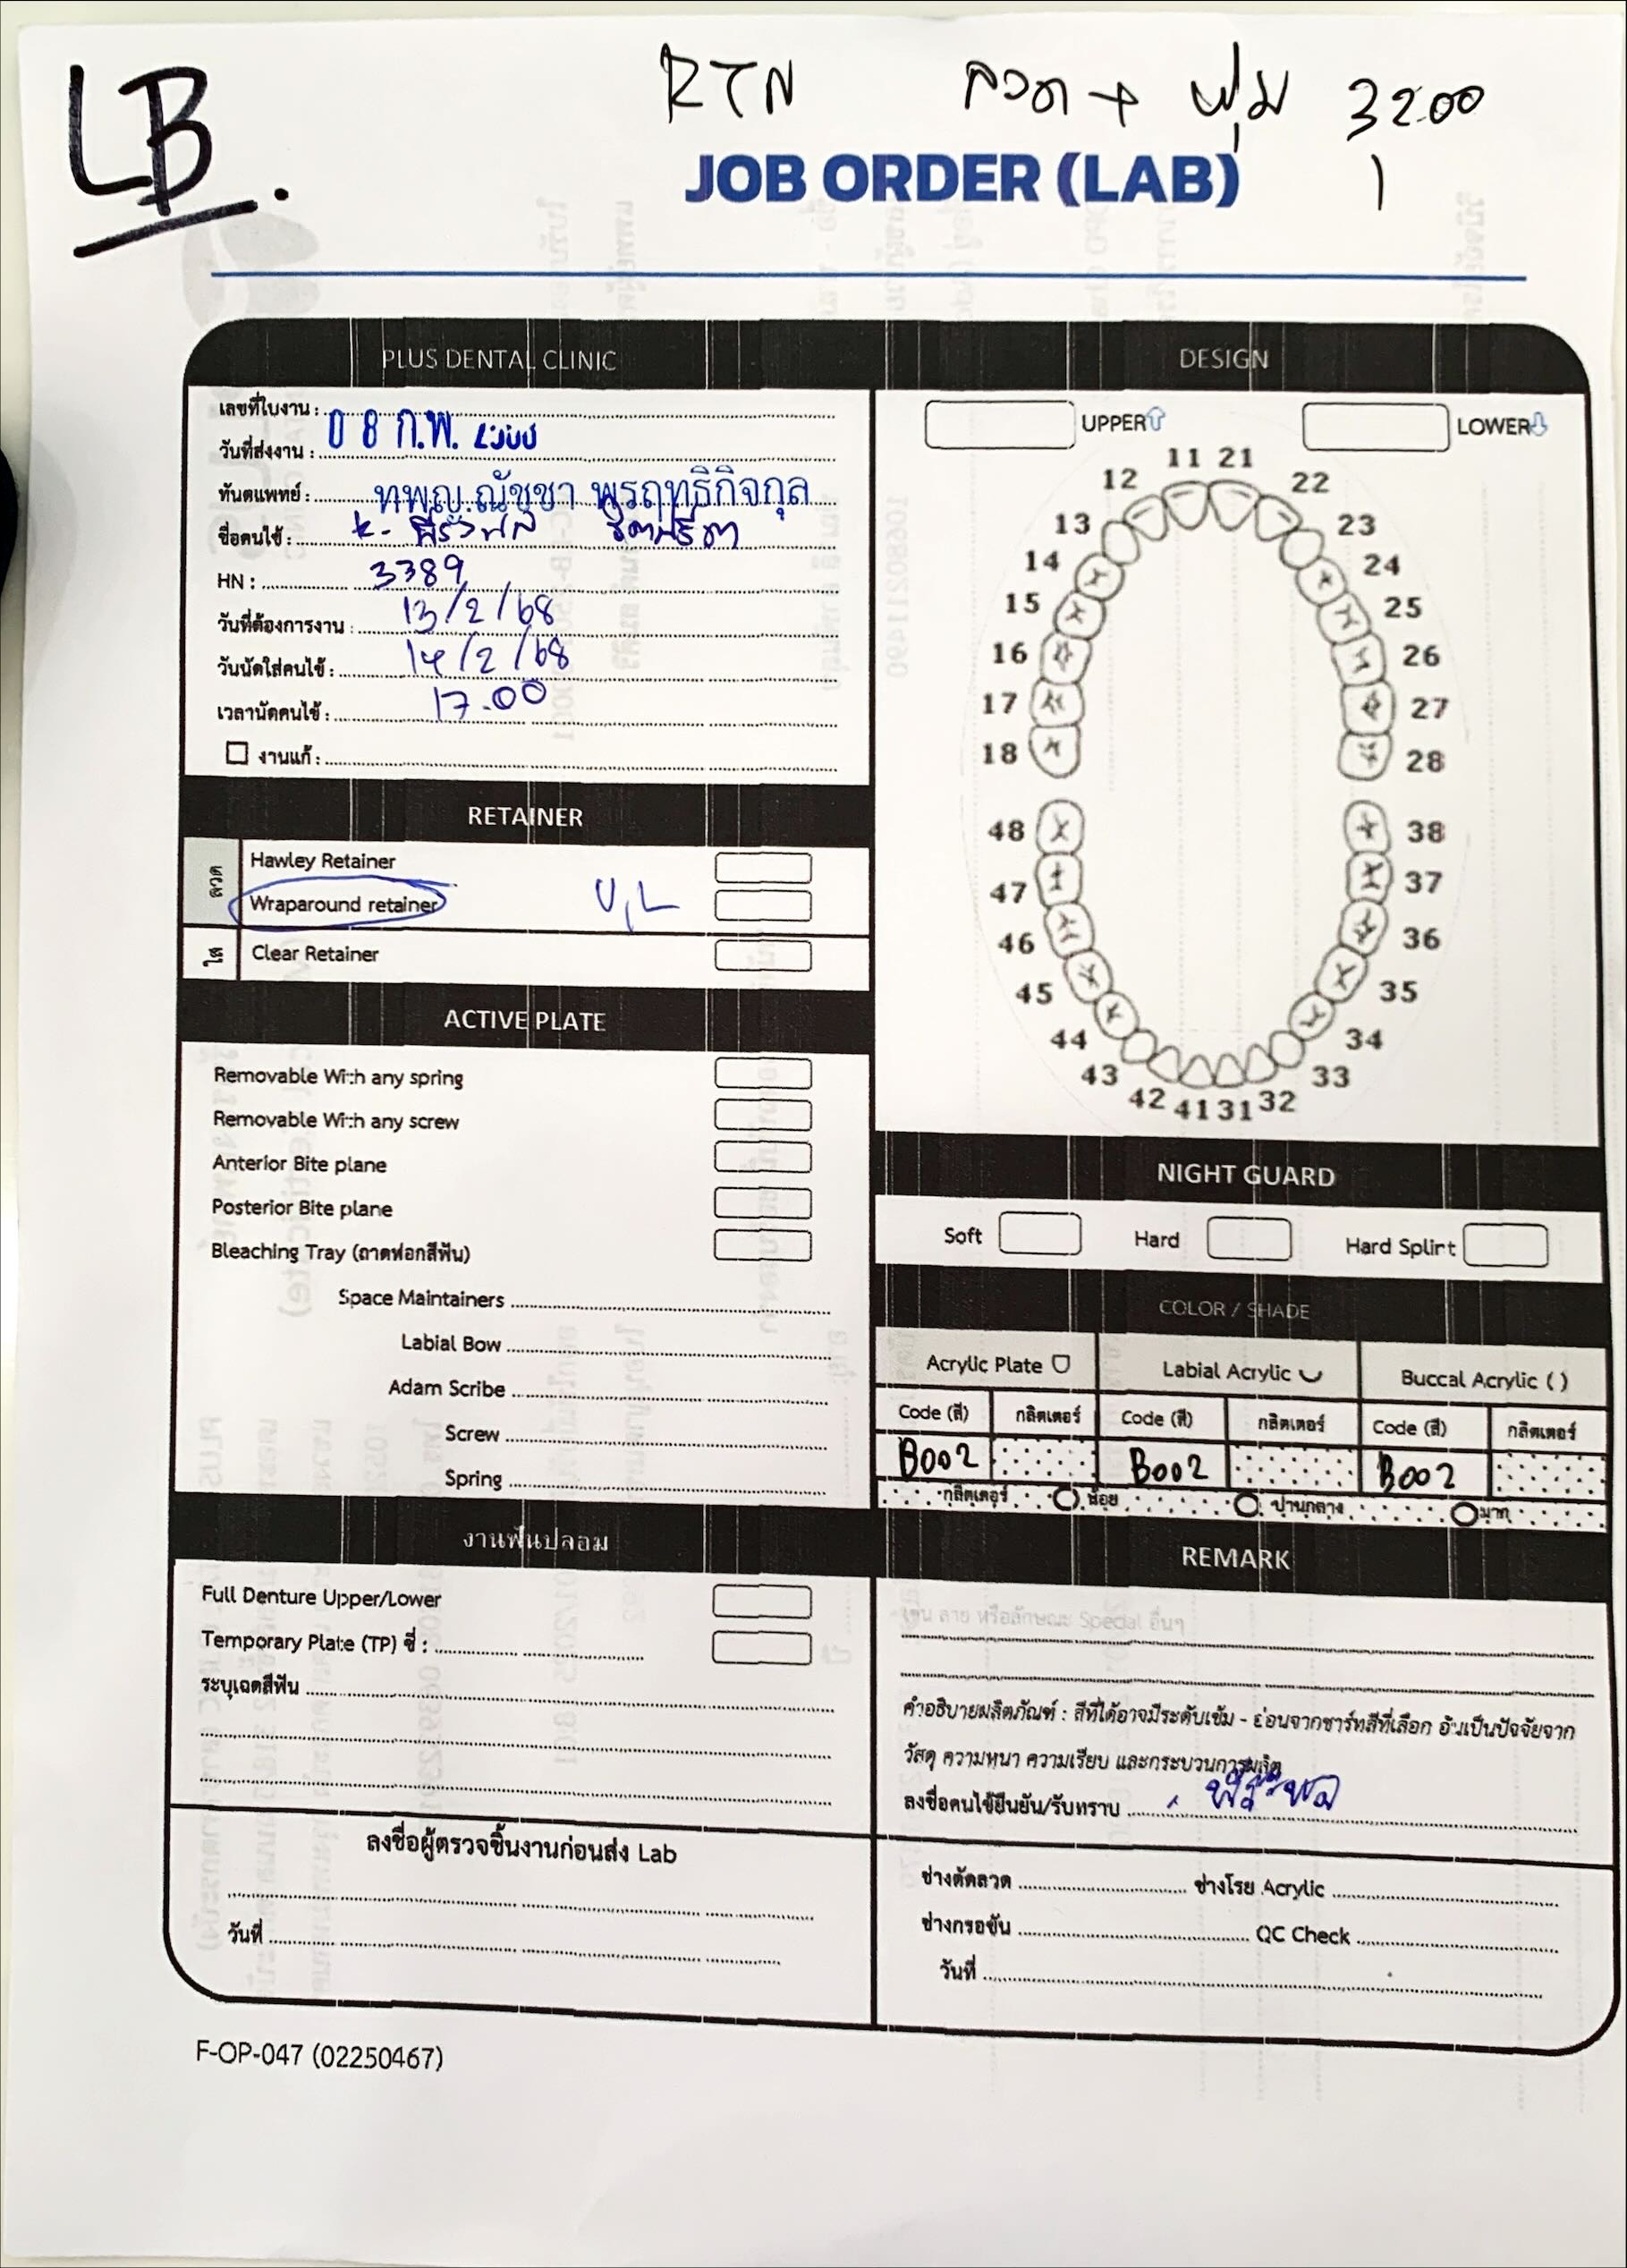 LB.
RTN ลวด + ฟุ่ม 3200
1
JOB ORDER (LAB)
PLUS DENTAL CLINIC
เลขที่ใบงาน :
วันที่ส่งงาน : 08 ก.พ.
ทันตแพทย์ : ทพญ.ณัชชา พรฤทธิกิจกุล
ชื่อคนไข้ : K. พีรวพล
HN : 3389
วันที่ต้องการงาน : 13/2/68
วันนัดใส่คนไข้ : 14/2/68
เวลานัดคนไข้ : 17.00
งานแก้ :
RETAINER
ลวด
Hawley Retainer
Wraparound retainer U,L
ใส
Clear Retainer
ACTIVE PLATE
Removable With any spring
Removable With any screw
Anterior Bite plane
Posterior Bite plane
Bleaching Tray (ถาดฟอกสีฟัน)
Space Maintainers
Labial Bow
Adam Scribe
Screw
Spring
งานฟันปลอม
Full Denture Upper/Lower
Temporary Plate (TP) ซี่ :
ระบุเฉดสีฟัน
ลงชื่อผู้ตรวจชิ้นงานก่อนส่ง Lab
วันที่
DESIGN
UPPER LOWER
11 21
12 22
13 23
14 24
15 25
16 26
17 27
18 28
48 38
47 37
46 36
45 35
44 34
43 33
42 41 31 32
NIGHT GUARD
Soft Hard Hard Splint
COLOR / SHADE
Acrylic Plate Labial Acrylic Buccal Acrylic ( )
Code (สี) กลิตเตอร์ Code (สี) กลิตเตอร์ Code (สี) กลิตเตอร์
B002 B002 B002
กลิตเตอร์ น้อย ปานกลาง มาก
REMARK
เช่น ลาย หรือลักษณะ Special อื่นๆ
คำอธิบายผลิตภัณฑ์ : สีที่ได้อาจมีระดับเข้ม - อ่อนจากชาร์ทสีที่เลือก อันเป็นปัจจัยจาก
วัสดุ ความหนา ความเรียบ และกระบวนการผลิต
ลงชื่อคนไข้ยืนยัน/รับทราบ
ช่างดัดลวด ช่างโรย Acrylic
ช่างกรอขัน QC Check
วันที่
F-OP-047 (02250467)